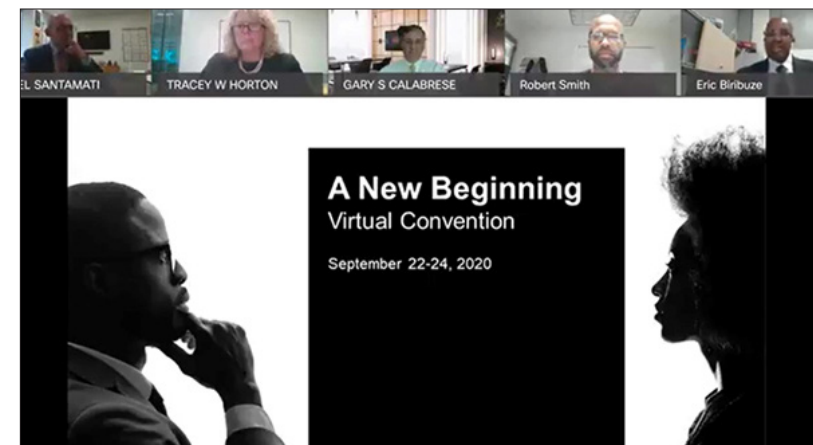 EL SANTAMATI
TRACEY W HORTON
GARY S CALABRESE
Robert Smith
Eric Biribuze
A New Beginning
Virtual Convention
September 22-24, 2020